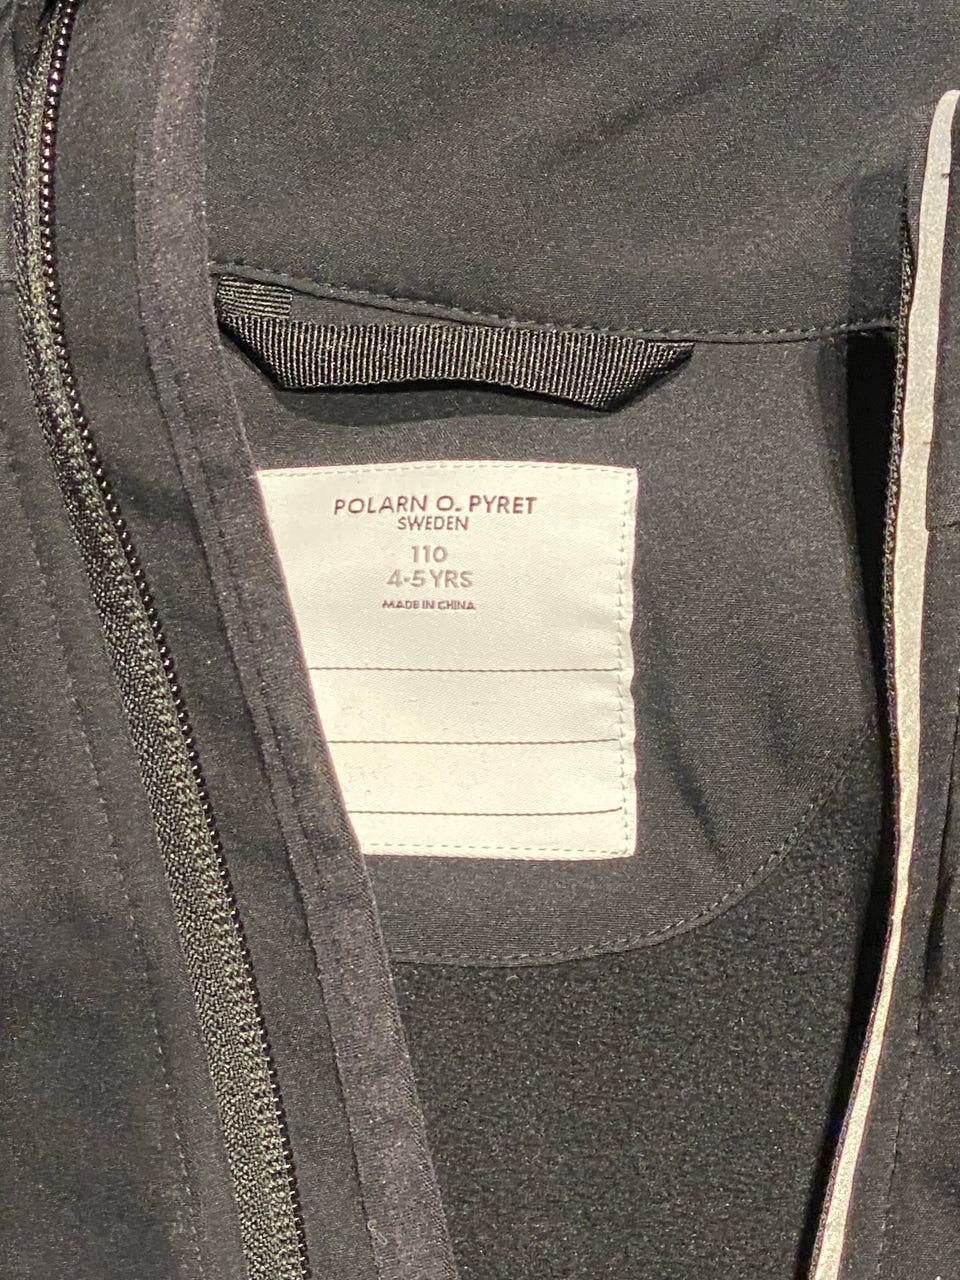 POLARN O. PYRET
SWEDEN
110
4-5 YRS
MADE IN CHINA